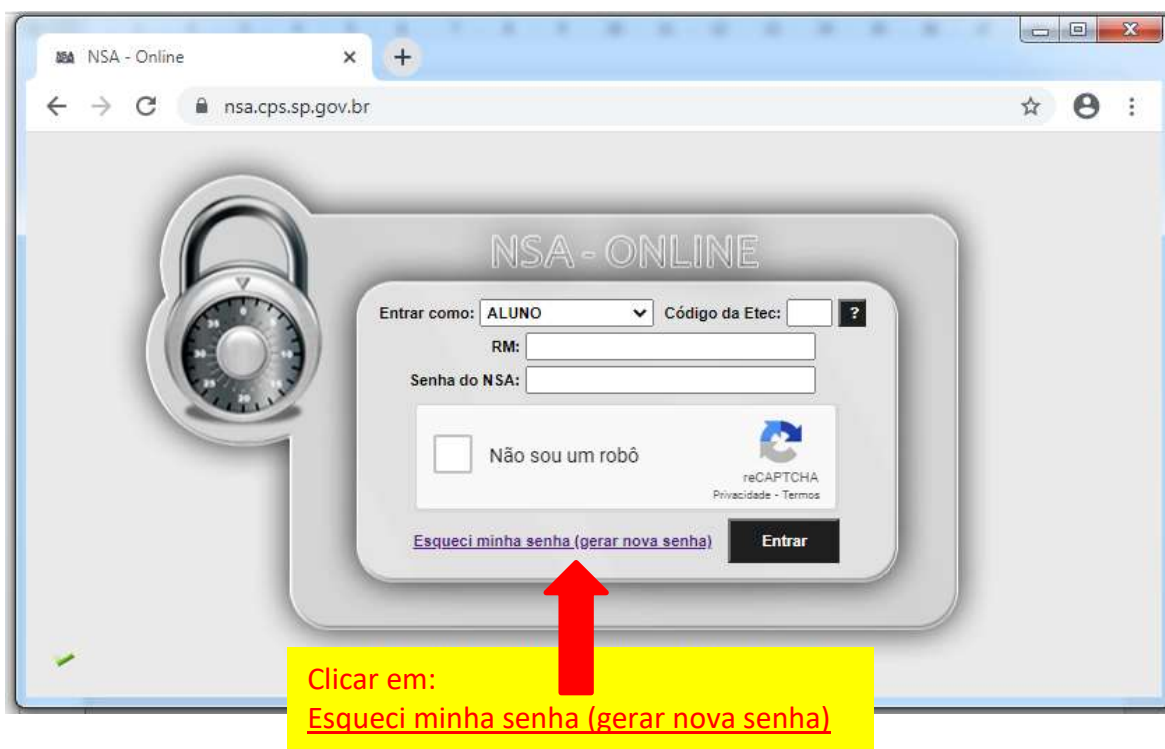 NSA NSA - Online
nsa.cps.sp.gov.br
NSA - ONLINE
Entrar como: ALUNO Código da Etec: ?
RM:
Senha do NSA:
Não sou um robô
reCAPTCHA
Privacidade - Termos
Esqueci minha senha (gerar nova senha) Entrar
Clicar em:
Esqueci minha senha (gerar nova senha)